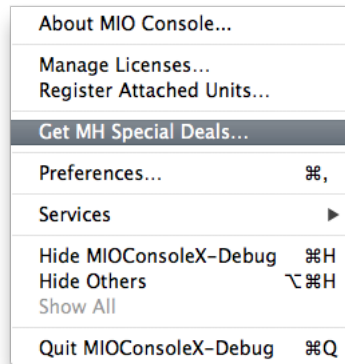 About MIO Console...
Manage Licenses...
Register Attached Units...
Get MH Special Deals...
Preferences... ⌘,
Services ▶
Hide MIOConsoleX-Debug ⌘H
Hide Others ⌥⌘H
Show All
Quit MIOConsoleX-Debug ⌘Q